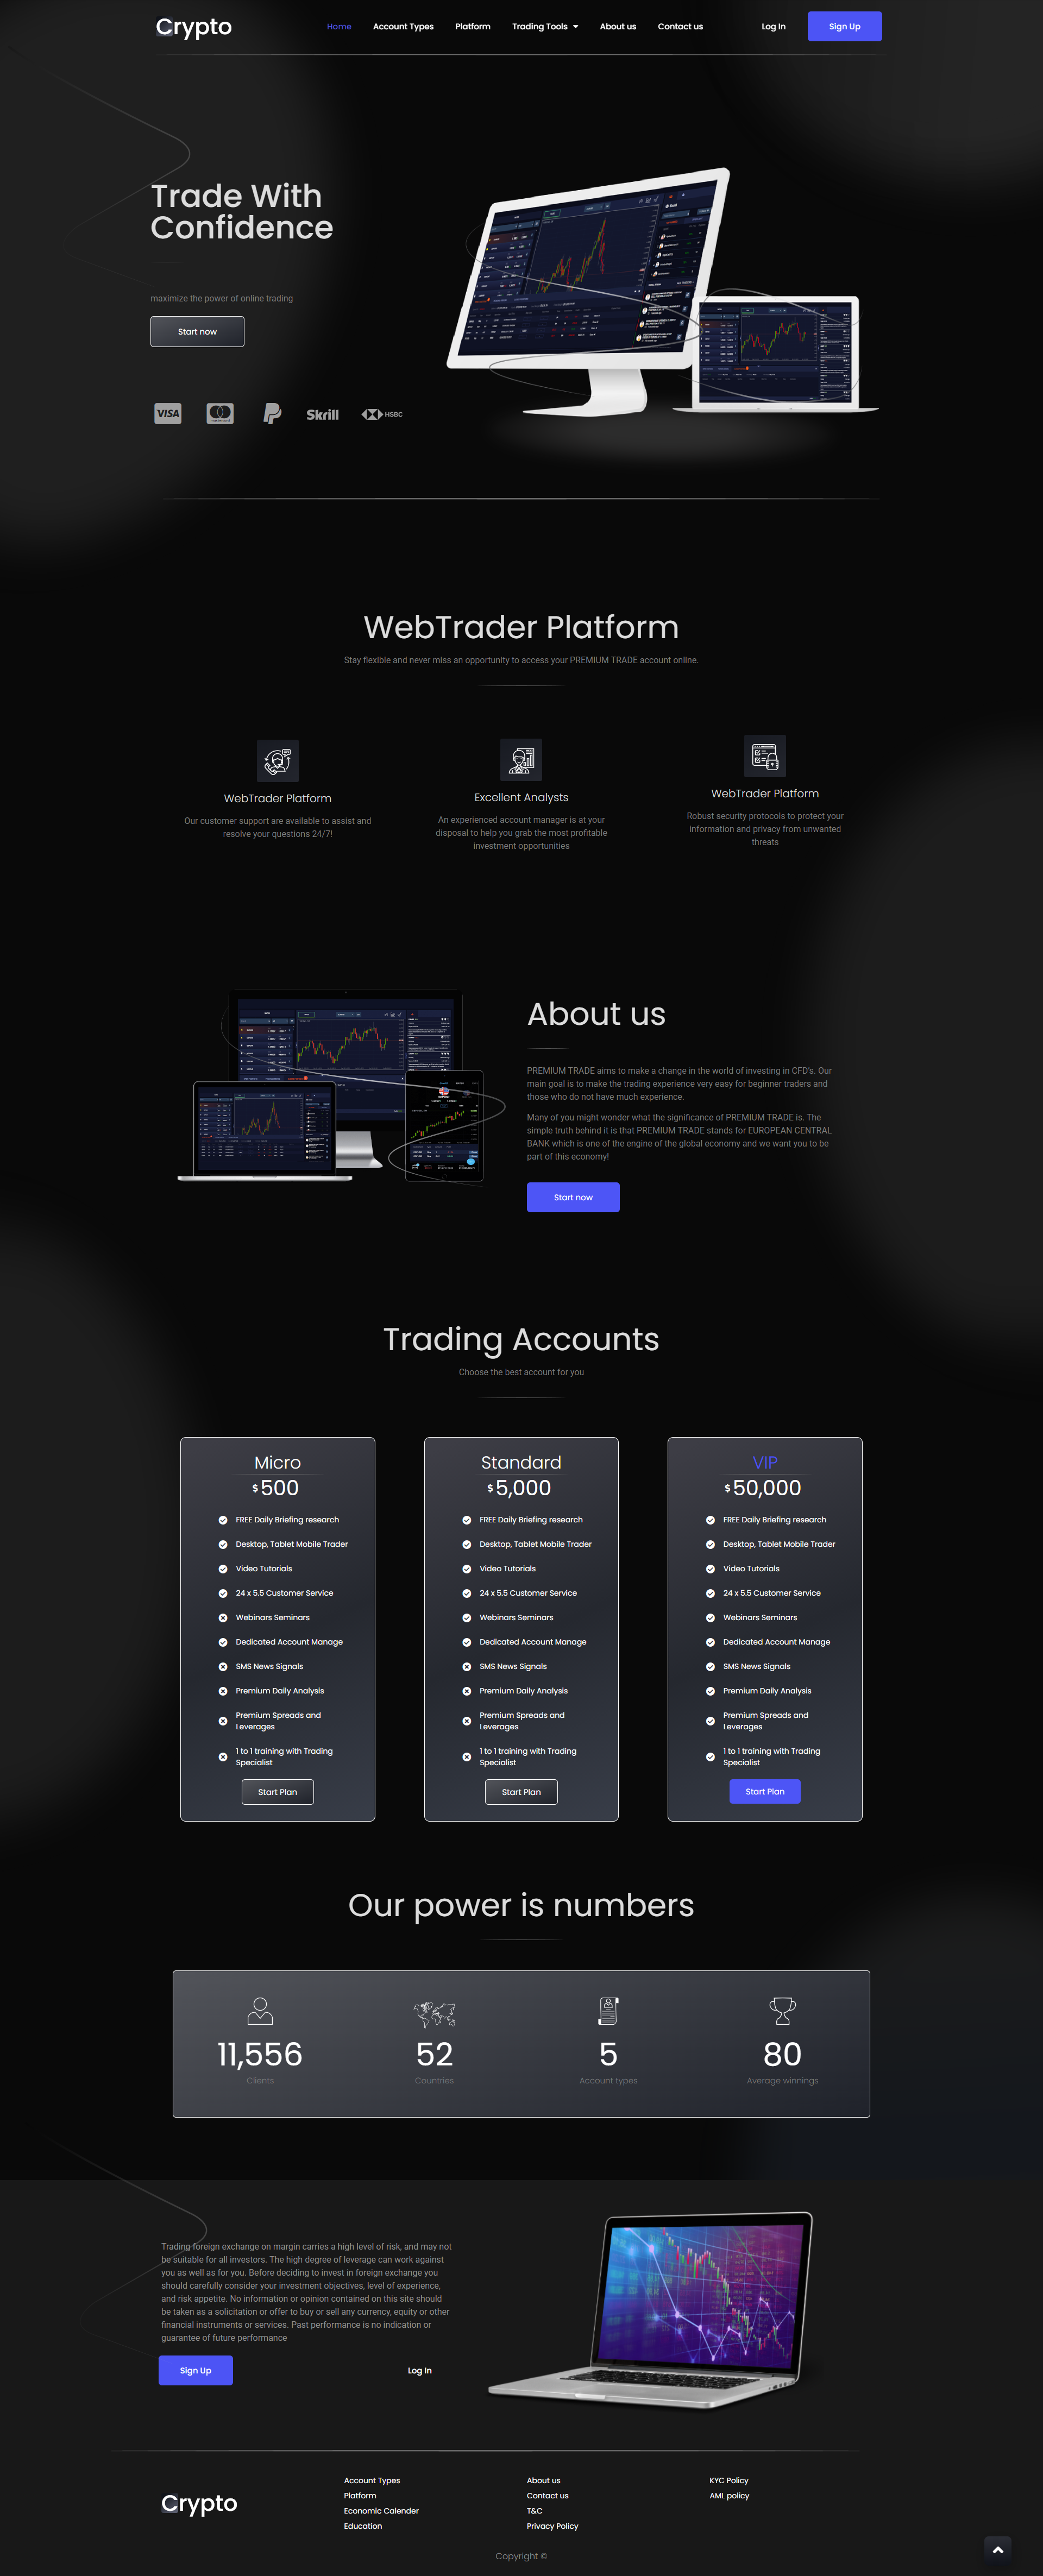 Crypto
Home
Account Types
Platform
Trading Tools
About us
Contact us
Log In
Sign Up
Trade With
Confidence
maximize the power of online trading
Start now
VISA
Skrill
HSBC
WebTrader Platform
Stay flexible and never miss an opportunity to access your PREMIUM TRADE account online.
WebTrader Platform
Our customer support are available to assist and
resolve your questions 24/7!
Excellent Analysts
An experienced account manager is at your
disposal to help you grab the most profitable
investment opportunities
WebTrader Platform
Robust security protocols to protect your
information and privacy from unwanted
threats
About us
PREMIUM TRADE aims to make a change in the world of investing in CFD's. Our
main goal is to make the trading experience very easy for beginner traders and
those who do not have much experience.
Many of you might wonder what the significance of PREMIUM TRADE is. The
simple truth behind it is that PREMIUM TRADE stands for EUROPEAN CENTRAL
BANK which is one of the engine of the global economy and we want you to be
part of this economy!
Start now
Trading Accounts
Choose the best account for you
Micro
$500
FREE Daily Briefing research
Desktop, Tablet Mobile Trader
Video Tutorials
24 x 5.5 Customer Service
Webinars Seminars
Dedicated Account Manage
SMS News Signals
Premium Daily Analysis
Premium Spreads and
Leverages
1 to 1 training with Trading
Specialist
Start Plan
Standard
$5,000
FREE Daily Briefing research
Desktop, Tablet Mobile Trader
Video Tutorials
24 x 5.5 Customer Service
Webinars Seminars
Dedicated Account Manage
SMS News Signals
Premium Daily Analysis
Premium Spreads and
Leverages
1 to 1 training with Trading
Specialist
Start Plan
VIP
$50,000
FREE Daily Briefing research
Desktop, Tablet Mobile Trader
Video Tutorials
24 x 5.5 Customer Service
Webinars Seminars
Dedicated Account Manage
SMS News Signals
Premium Daily Analysis
Premium Spreads and
Leverages
1 to 1 training with Trading
Specialist
Start Plan
Our power is numbers
11,556
Clients
52
Countries
5
Account types
80
Average winnings
Trading foreign exchange on margin carries a high level of risk, and may not
be suitable for all investors. The high degree of leverage can work against
you as well as for you. Before deciding to invest in foreign exchange you
should carefully consider your investment objectives, level of experience,
and risk appetite. No information or opinion contained on this site should
be taken as a solicitation or offer to buy or sell any currency, equity or other
financial instruments or services. Past performance is no indication or
guarantee of future performance
Sign Up
Log In
Crypto
Account Types
Platform
Economic Calender
Education
About us
Contact us
T&C
Privacy Policy
KYC Policy
AML policy
Copyright ©